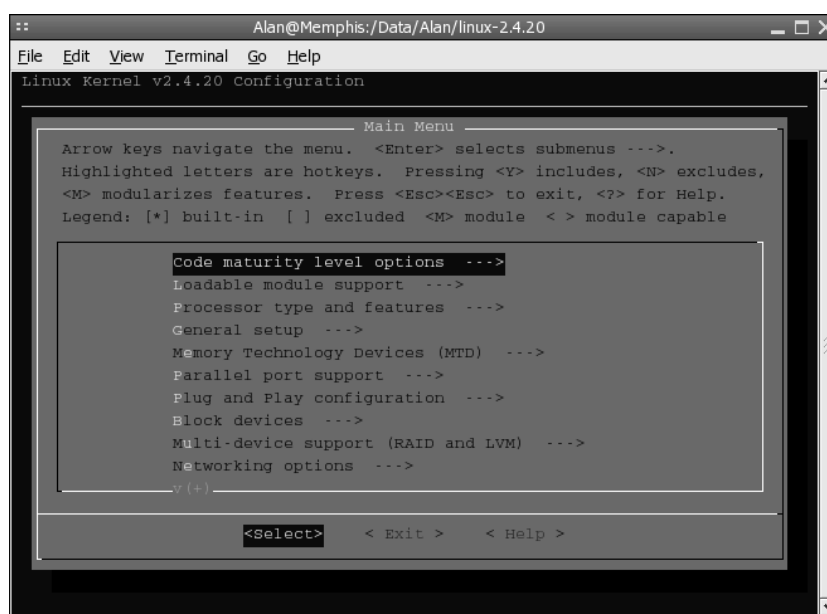 Alan@Memphis:/Data/Alan/linux-2.4.20
File Edit View Terminal Go Help
Linux Kernel v2.4.20 Configuration
Main Menu
Arrow keys navigate the menu. <Enter> selects submenus --->.
Highlighted letters are hotkeys. Pressing <Y> includes, <N> excludes,
<M> modularizes features. Press <Esc><Esc> to exit, <?> for Help.
Legend: [*] built-in [ ] excluded <M> module < > module capable
Code maturity level options --->
Loadable module support --->
Processor type and features --->
General setup --->
Memory Technology Devices (MTD) --->
Parallel port support --->
Plug and Play configuration --->
Block devices --->
Multi-device support (RAID and LVM) --->
Networking options --->
v(+)
<Select> < Exit > < Help >